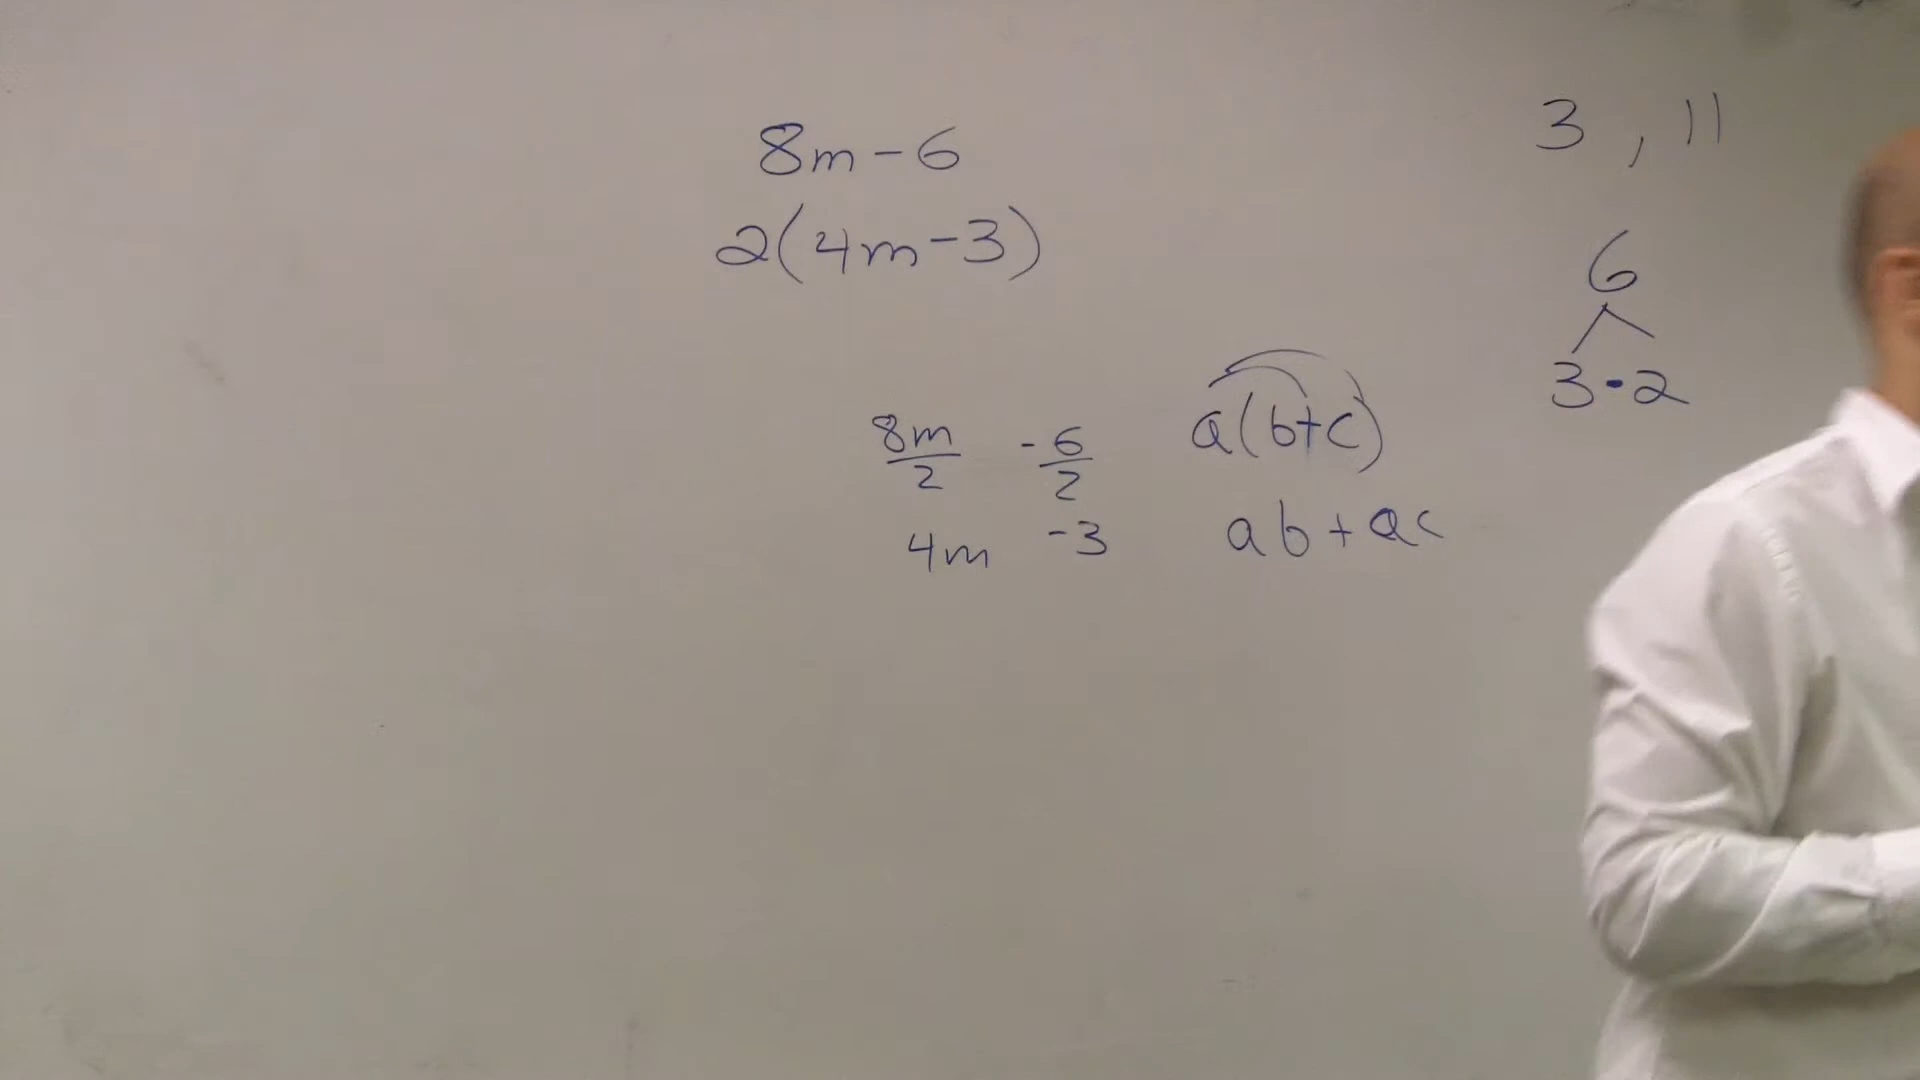 8m - 6
2(4m - 3)
8m/2 -6/2
4m -3
a(b+c)
ab + ac
3 , 11
6
3 • 2